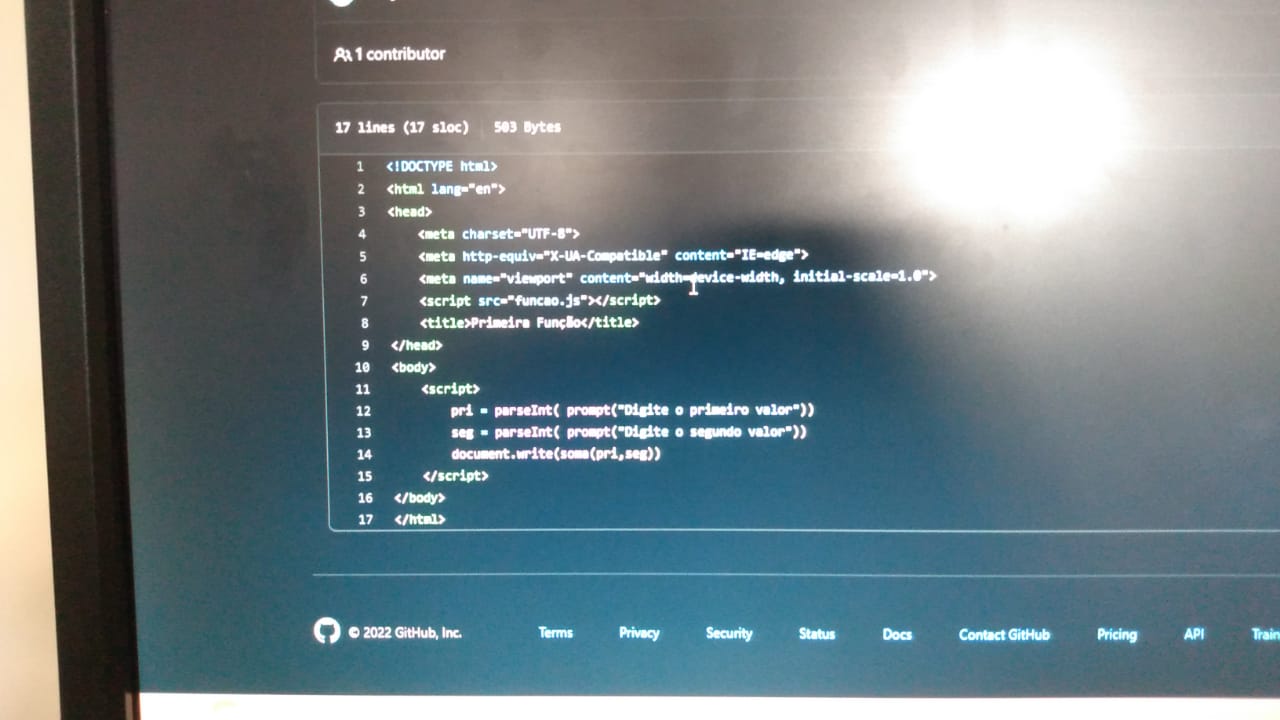 1 contributor
17 lines (17 sloc) 503 Bytes
1 <!DOCTYPE html>
2 <html lang="en">
3 <head>
4 <meta charset="UTF-8">
5 <meta http-equiv="X-UA-Compatible" content="IE=edge">
6 <meta name="viewport" content="width=device-width, initial-scale=1.0">
7 <script src="funcao.js"></script>
8 <title>Primeira Função</title>
9 </head>
10 <body>
11 <script>
12 pri = parseInt( prompt("Digite o primeiro valor"))
13 seg = parseInt( prompt("Digite o segundo valor"))
14 document.write(soma(pri,seg))
15 </script>
16 </body>
17 </html>
© 2022 GitHub, Inc. Terms Privacy Security Status Docs Contact GitHub Pricing API Train